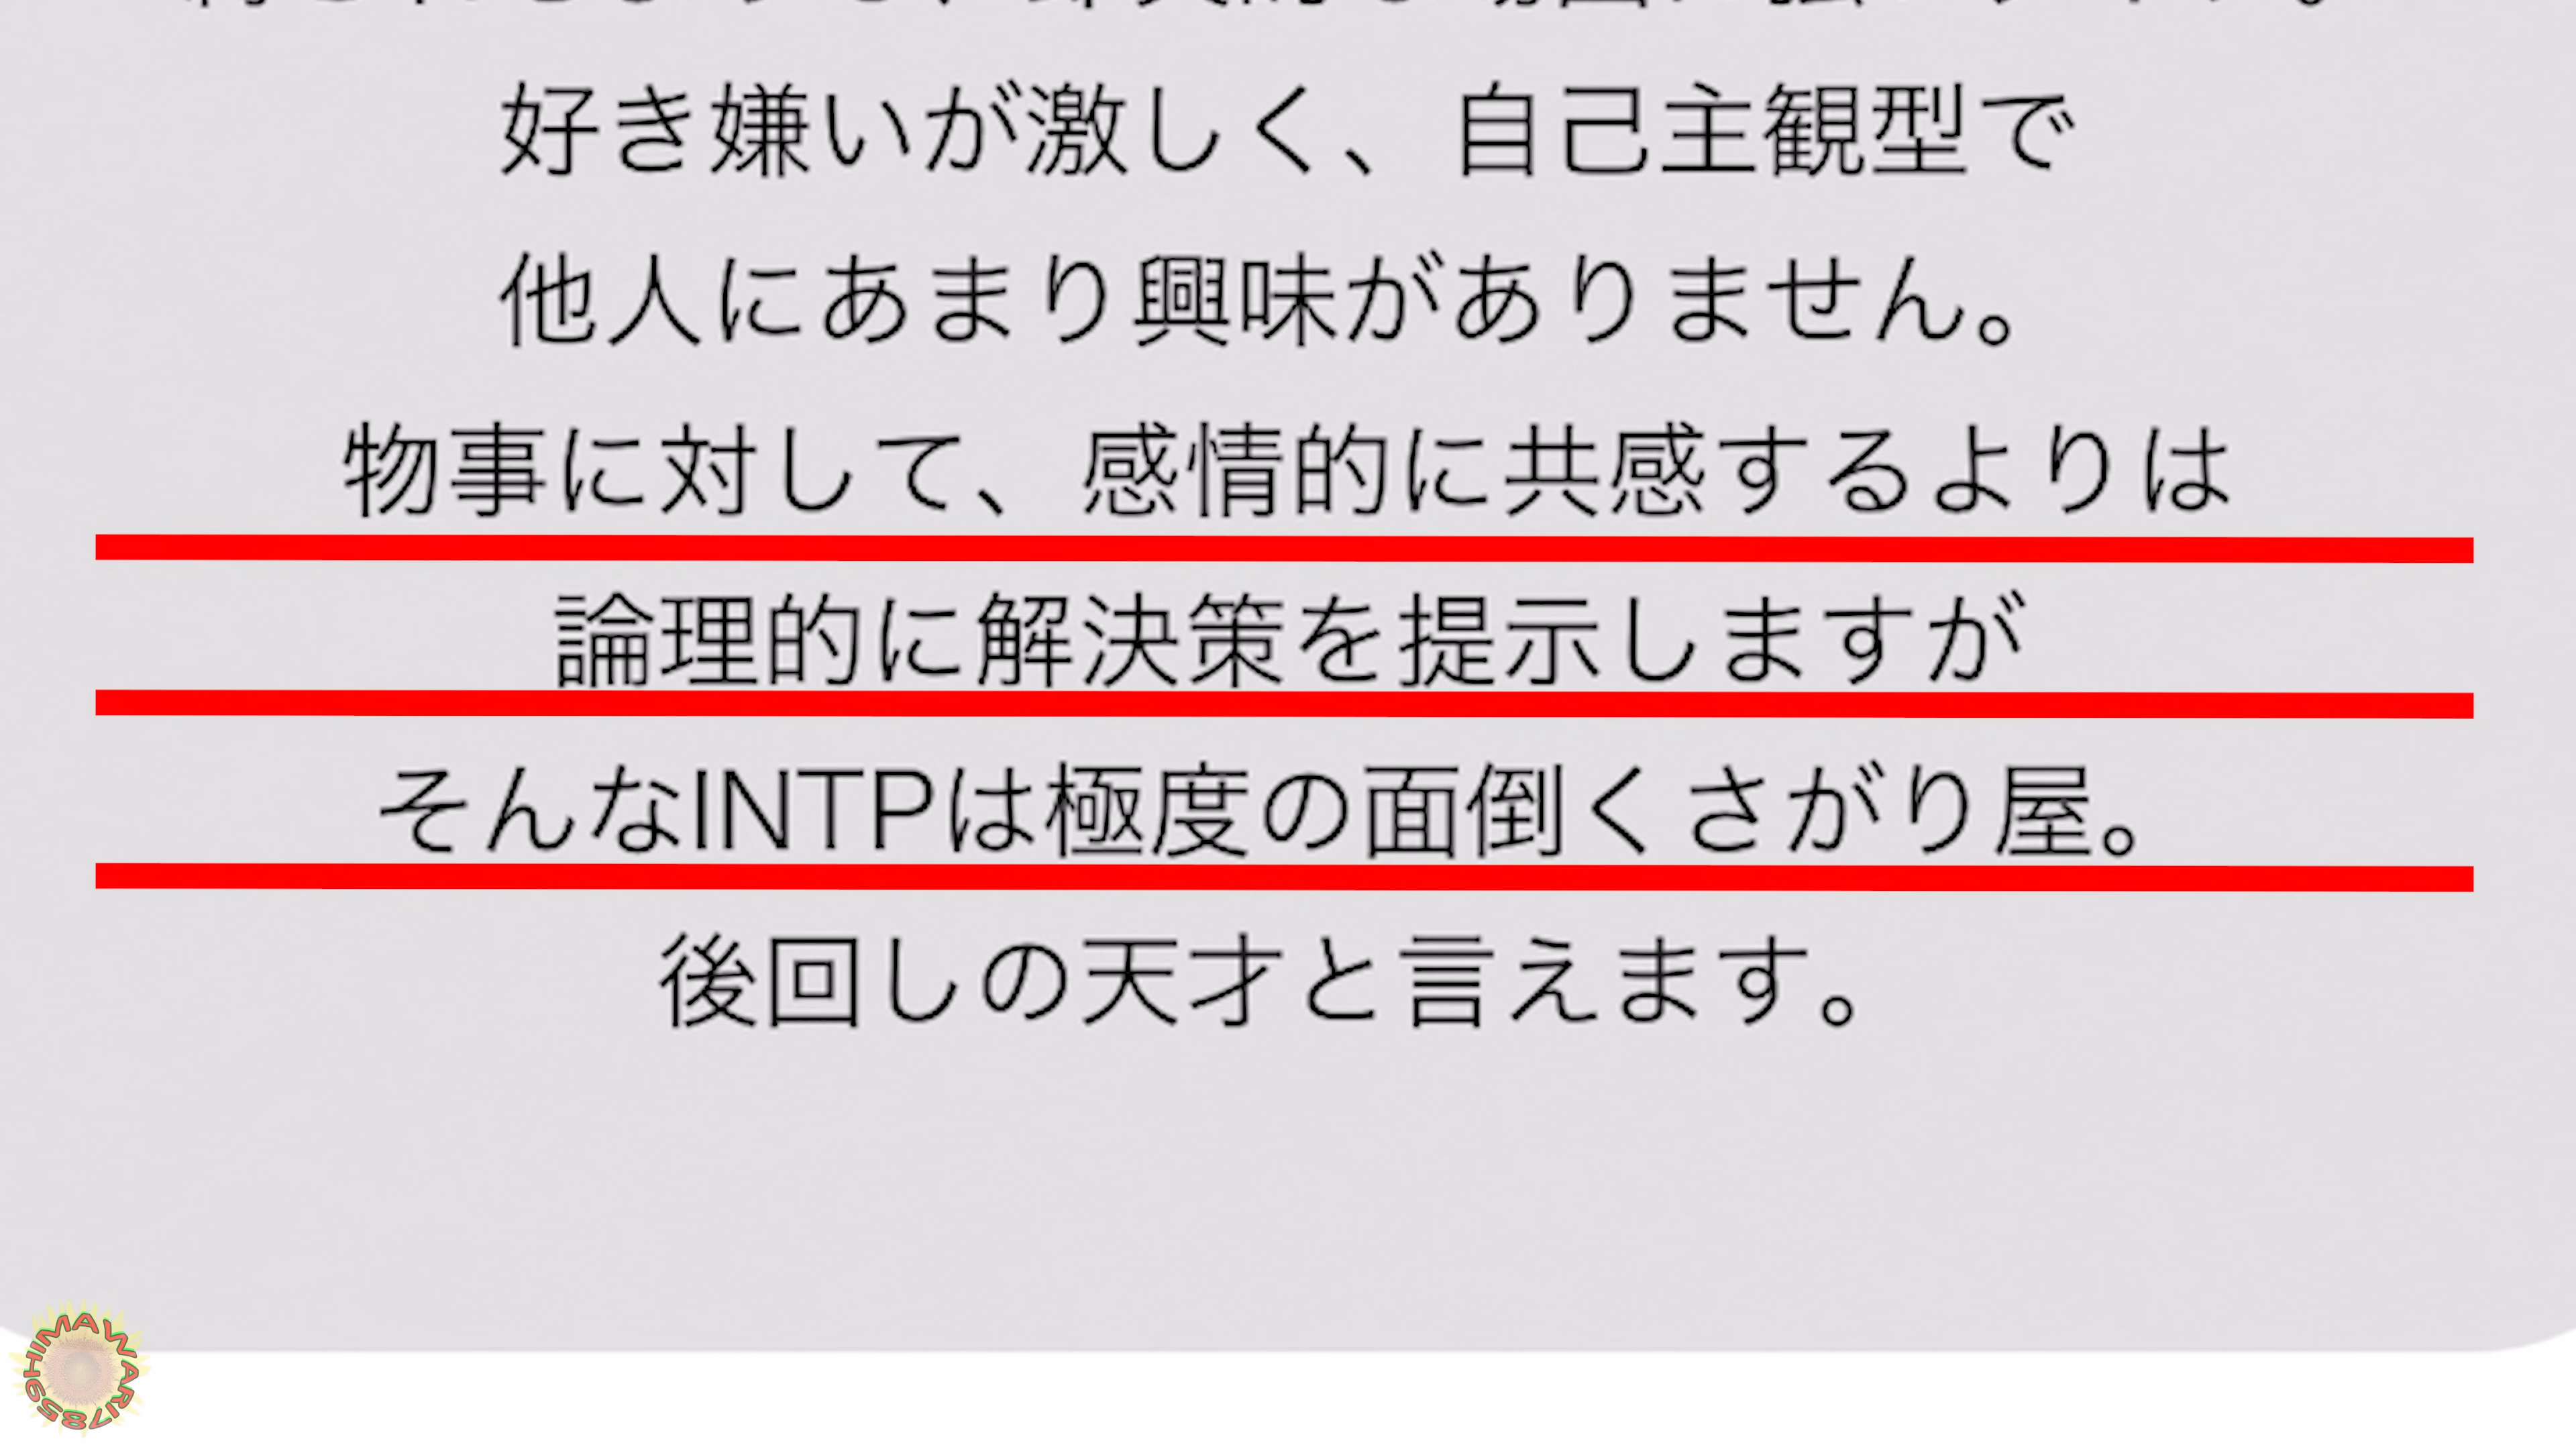 好き嫌いが激しく、自己主観型で
他人にあまり興味がありません。
物事に対して、感情的に共感するよりは
論理的に解決策を提示しますが
そんなINTPは極度の面倒くさがり屋。
後回しの天才と言えます。
HIMAWARI785